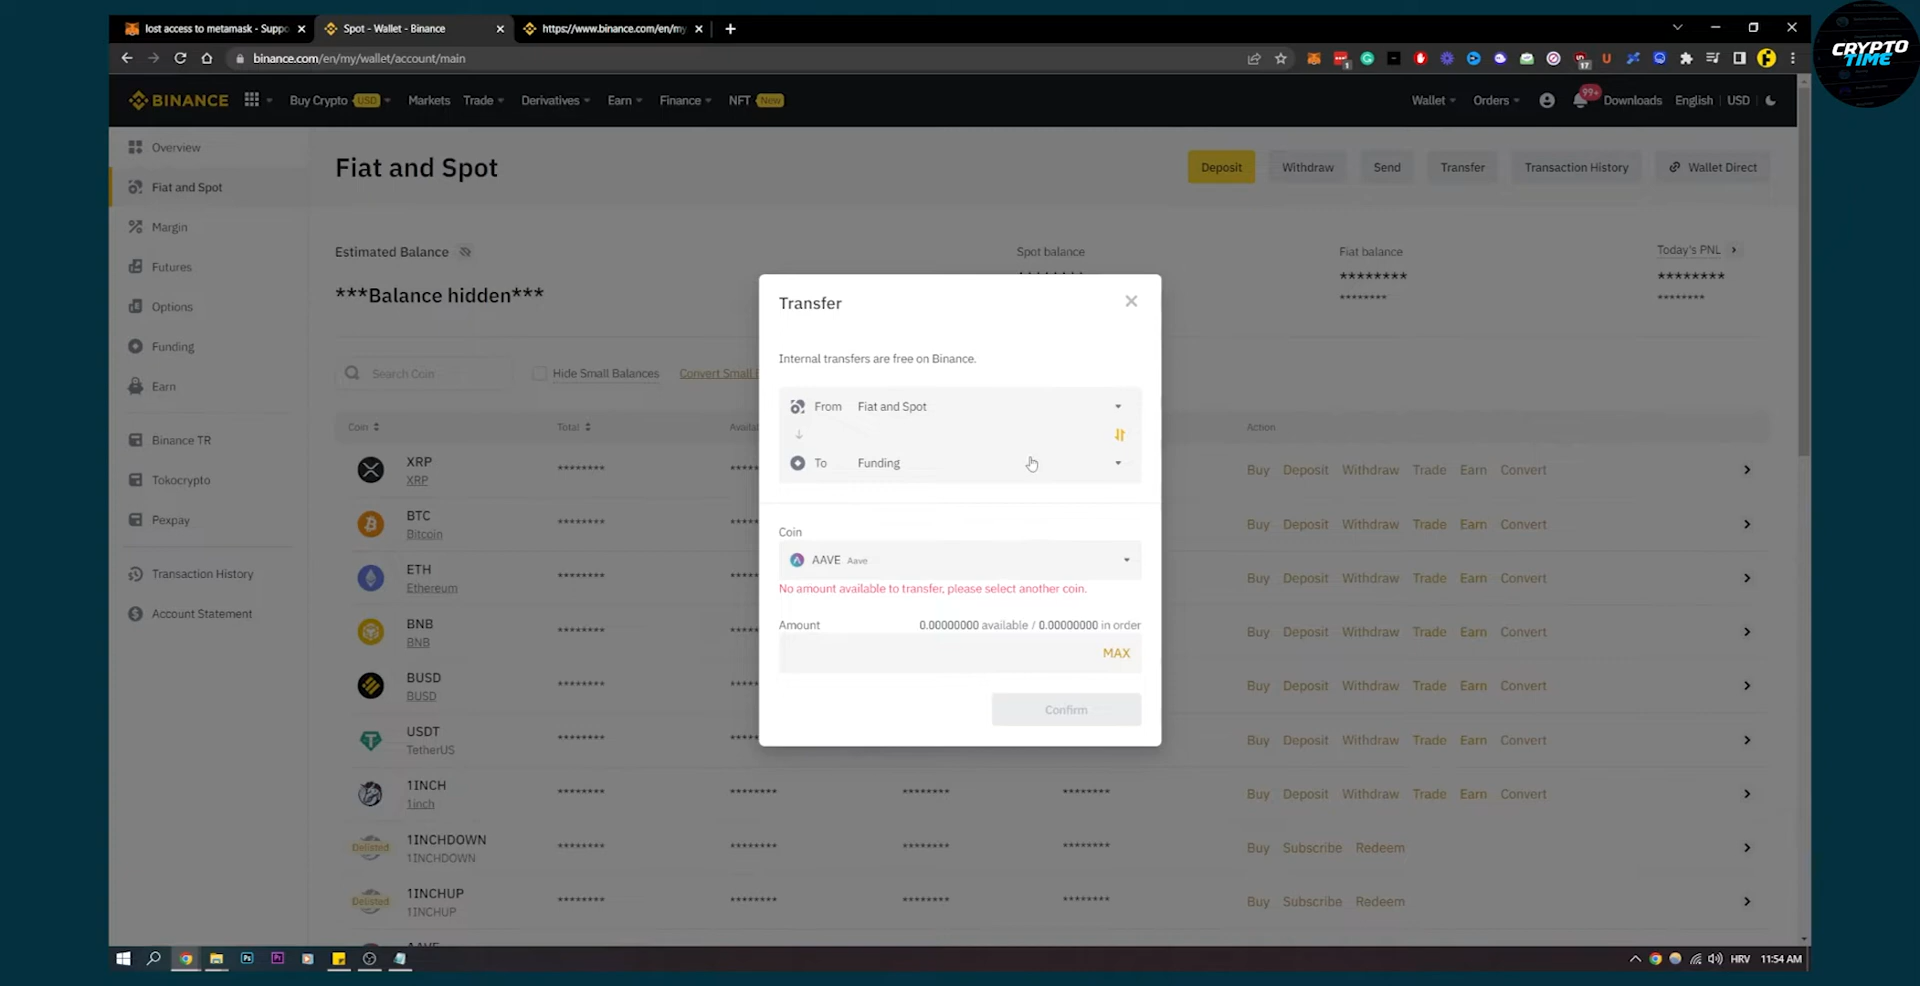 lost access to metamask - Suppo
Spot - Wallet - Binance
https://www.binance.com/en/my
CRYPTO
TIME
binance.com/en/my/wallet/account/main
1
17
BINANCE
Buy Crypto USD
Markets
Trade
Derivatives
Earn
Finance
NFT New
Wallet
Orders
99+
Downloads
English
USD
Overview
Fiat and Spot
Margin
Futures
Options
Funding
Earn
Binance TR
Tokocrypto
Pexpay
Transaction History
Account Statement
Fiat and Spot
Deposit
Withdraw
Send
Transfer
Transaction History
Wallet Direct
Estimated Balance
***Balance hidden***
Spot balance
********
Fiat balance
********
********
Today's PNL
********
********
Search Coin
Hide Small Balances
Convert Small B
Coin
Total
Availa
Action
XRP
XRP
********
****
Buy Deposit Withdraw Trade Earn Convert
BTC
Bitcoin
********
****
Buy Deposit Withdraw Trade Earn Convert
ETH
Ethereum
********
****
Buy Deposit Withdraw Trade Earn Convert
BNB
BNB
********
****
Buy Deposit Withdraw Trade Earn Convert
BUSD
BUSD
********
****
Buy Deposit Withdraw Trade Earn Convert
USDT
TetherUS
********
****
Buy Deposit Withdraw Trade Earn Convert
1INCH
1inch
******** ******** ******** ********
Buy Deposit Withdraw Trade Earn Convert
Delisted
1INCHDOWN
1INCHDOWN
******** ******** ******** ********
Buy Subscribe Redeem
Delisted
1INCHUP
1INCHUP
******** ******** ******** ********
Buy Subscribe Redeem
Transfer
Internal transfers are free on Binance.
From Fiat and Spot
To Funding
Coin
AAVE Aave
No amount available to transfer, please select another coin.
Amount
0.00000000 available / 0.00000000 in order
MAX
Confirm
Ps
Pr
HRV
11:54 AM